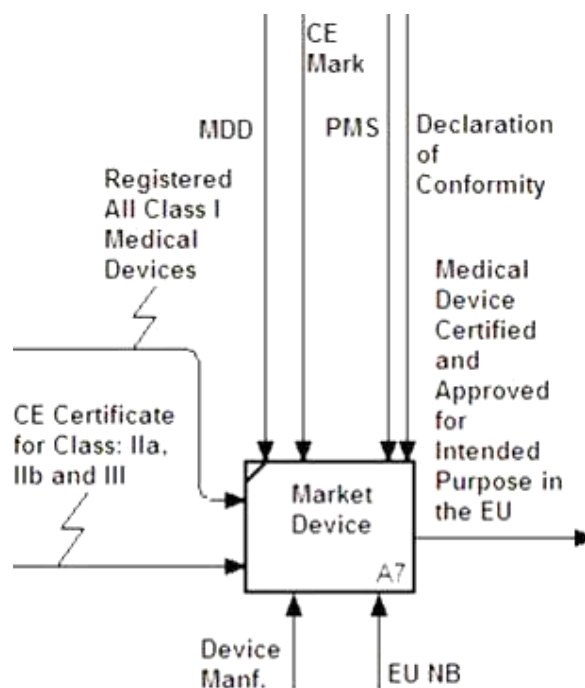 CE
Mark
MDD
PMS
Declaration
of
Conformity
Registered
All Class I
Medical
Devices
Medical
Device
Certified
and
Approved
for
Intended
Purpose in
the EU
CE Certificate
for Class: IIa,
IIb and III
Market
Device
A7
Device
Manf.
EU NB